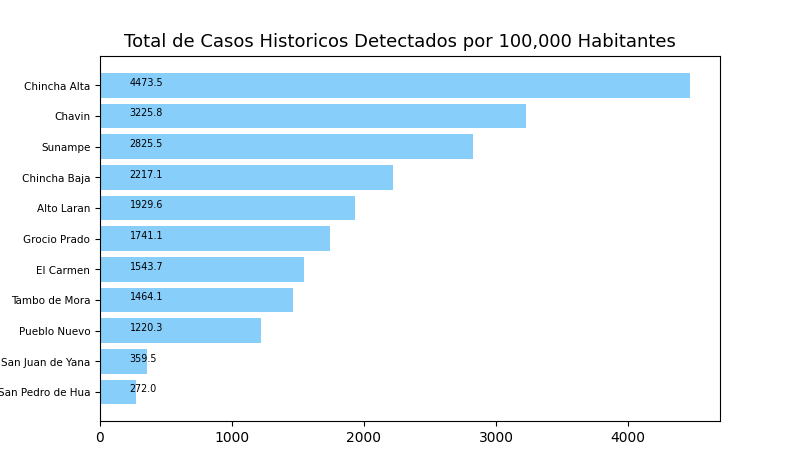 Total de Casos Historicos Detectados por 100,000 Habitantes
Chincha Alta 4473.5
Chavin 3225.8
Sunampe 2825.5
Chincha Baja 2217.1
Alto Laran 1929.6
Grocio Prado 1741.1
El Carmen 1543.7
Tambo de Mora 1464.1
Pueblo Nuevo 1220.3
San Juan de Yana 359.5
San Pedro de Hua 272.0
0 1000 2000 3000 4000